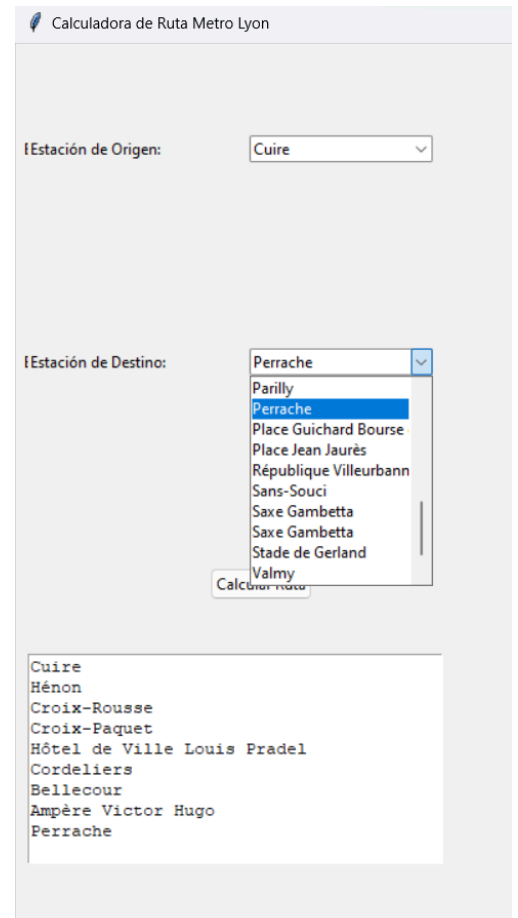 Calculadora de Ruta Metro Lyon
Estación de Origen:
Cuire
Estación de Destino:
Perrache
Parilly
Perrache
Place Guichard Bourse
Place Jean Jaurès
République Villeurbann
Sans-Souci
Saxe Gambetta
Saxe Gambetta
Stade de Gerland
Valmy
Calcular Ruta
Cuire
Hénon
Croix-Rousse
Croix-Paquet
Hôtel de Ville Louis Pradel
Cordeliers
Bellecour
Ampère Victor Hugo
Perrache